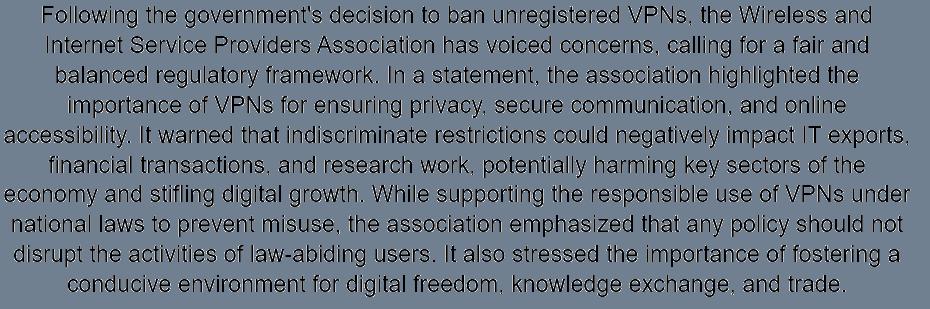 Following the government's decision to ban unregistered VPNs, the Wireless and
Internet Service Providers Association has voiced concerns, calling for a fair and
balanced regulatory framework. In a statement, the association highlighted the
importance of VPNs for ensuring privacy, secure communication, and online
accessibility. It warned that indiscriminate restrictions could negatively impact IT exports,
financial transactions, and research work, potentially harming key sectors of the
economy and stifling digital growth. While supporting the responsible use of VPNs under
national laws to prevent misuse, the association emphasized that any policy should not
disrupt the activities of law-abiding users. It also stressed the importance of fostering a
conducive environment for digital freedom, knowledge exchange, and trade.